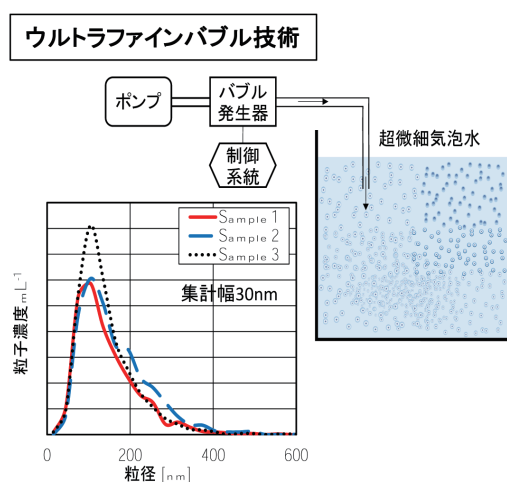 ウルトラファインバブル技術
ポンプ
バブル
発生器
制御
系統
超微細気泡水
Sample 1
Sample 2
Sample 3
集計幅30nm
粒子濃度 mL⁻¹
0
200
400
600
粒径 [nm]